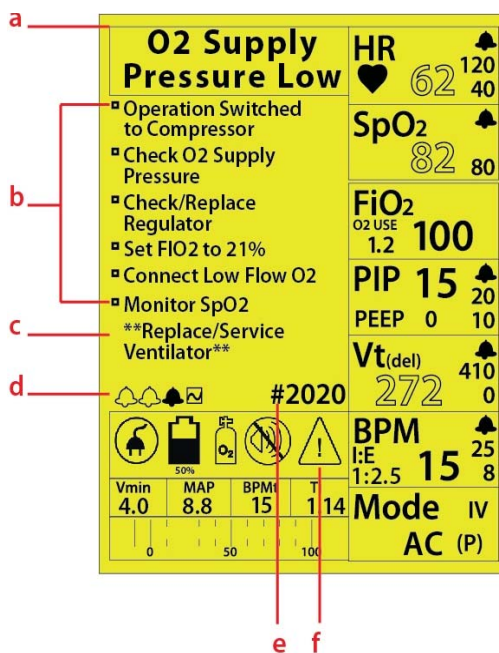 a
O2 Supply
Pressure Low
b
Operation Switched
to Compressor
Check O2 Supply
Pressure
Check/Replace
Regulator
Set FIO2 to 21%
Connect Low Flow O2
Monitor SpO2
c
**Replace/Service
Ventilator**
d
#2020
O2
50%
Vmin MAP BPMt T
4.0 8.8 15 1.14
0 50 100
HR
62 120
40
SpO2
82 80
FiO2
O2 USE
1.2 100
PIP 15 20
PEEP 0 10
Vt(del) 410
272 0
BPM
I:E 25
1:2.5 15 8
Mode IV
AC (P)
e f